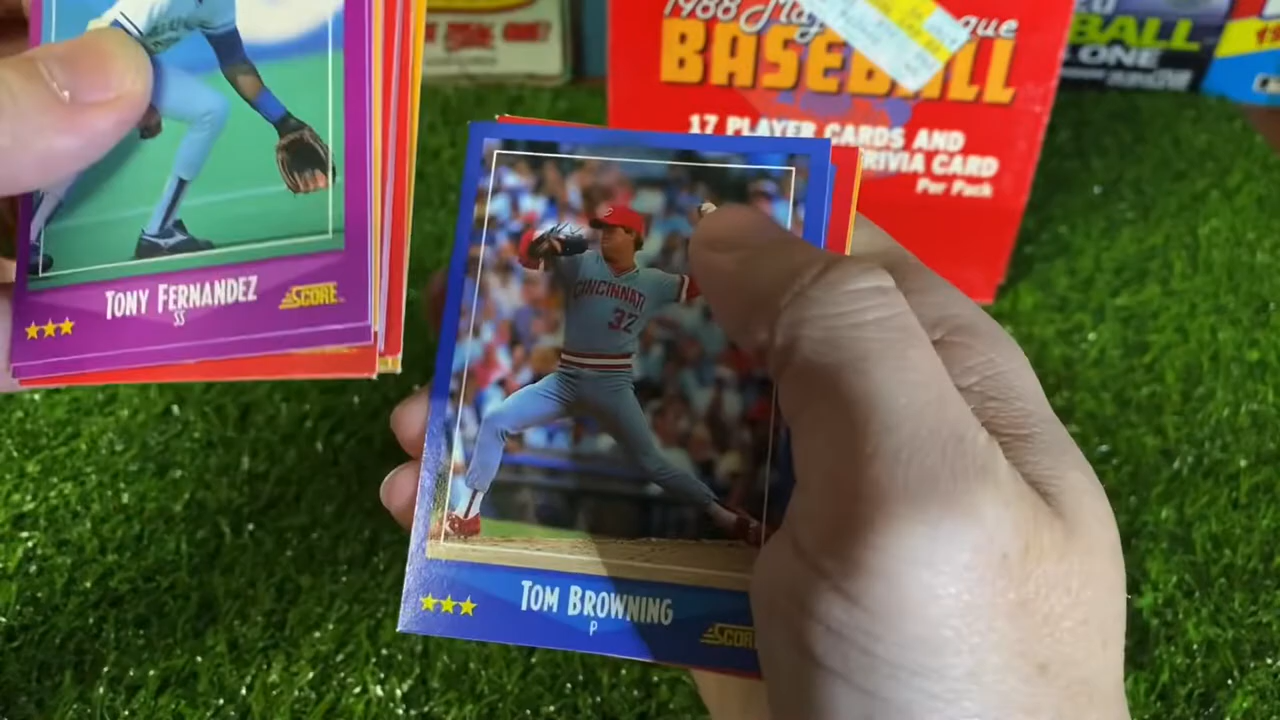 1988 Major League
BASEBALL
17 PLAYER CARDS AND
TRIVIA CARD
Per Pack
BALL
ONE
TONY FERNANDEZ
SS
SCORE
CINCINNATI
32
TOM BROWNING
P
SCORE